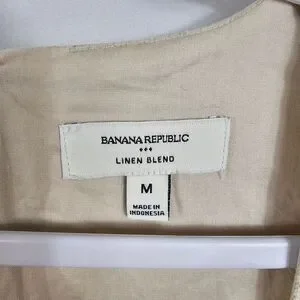 BANANA REPUBLIC
LINEN BLEND
M
MADE IN
INDONESIA